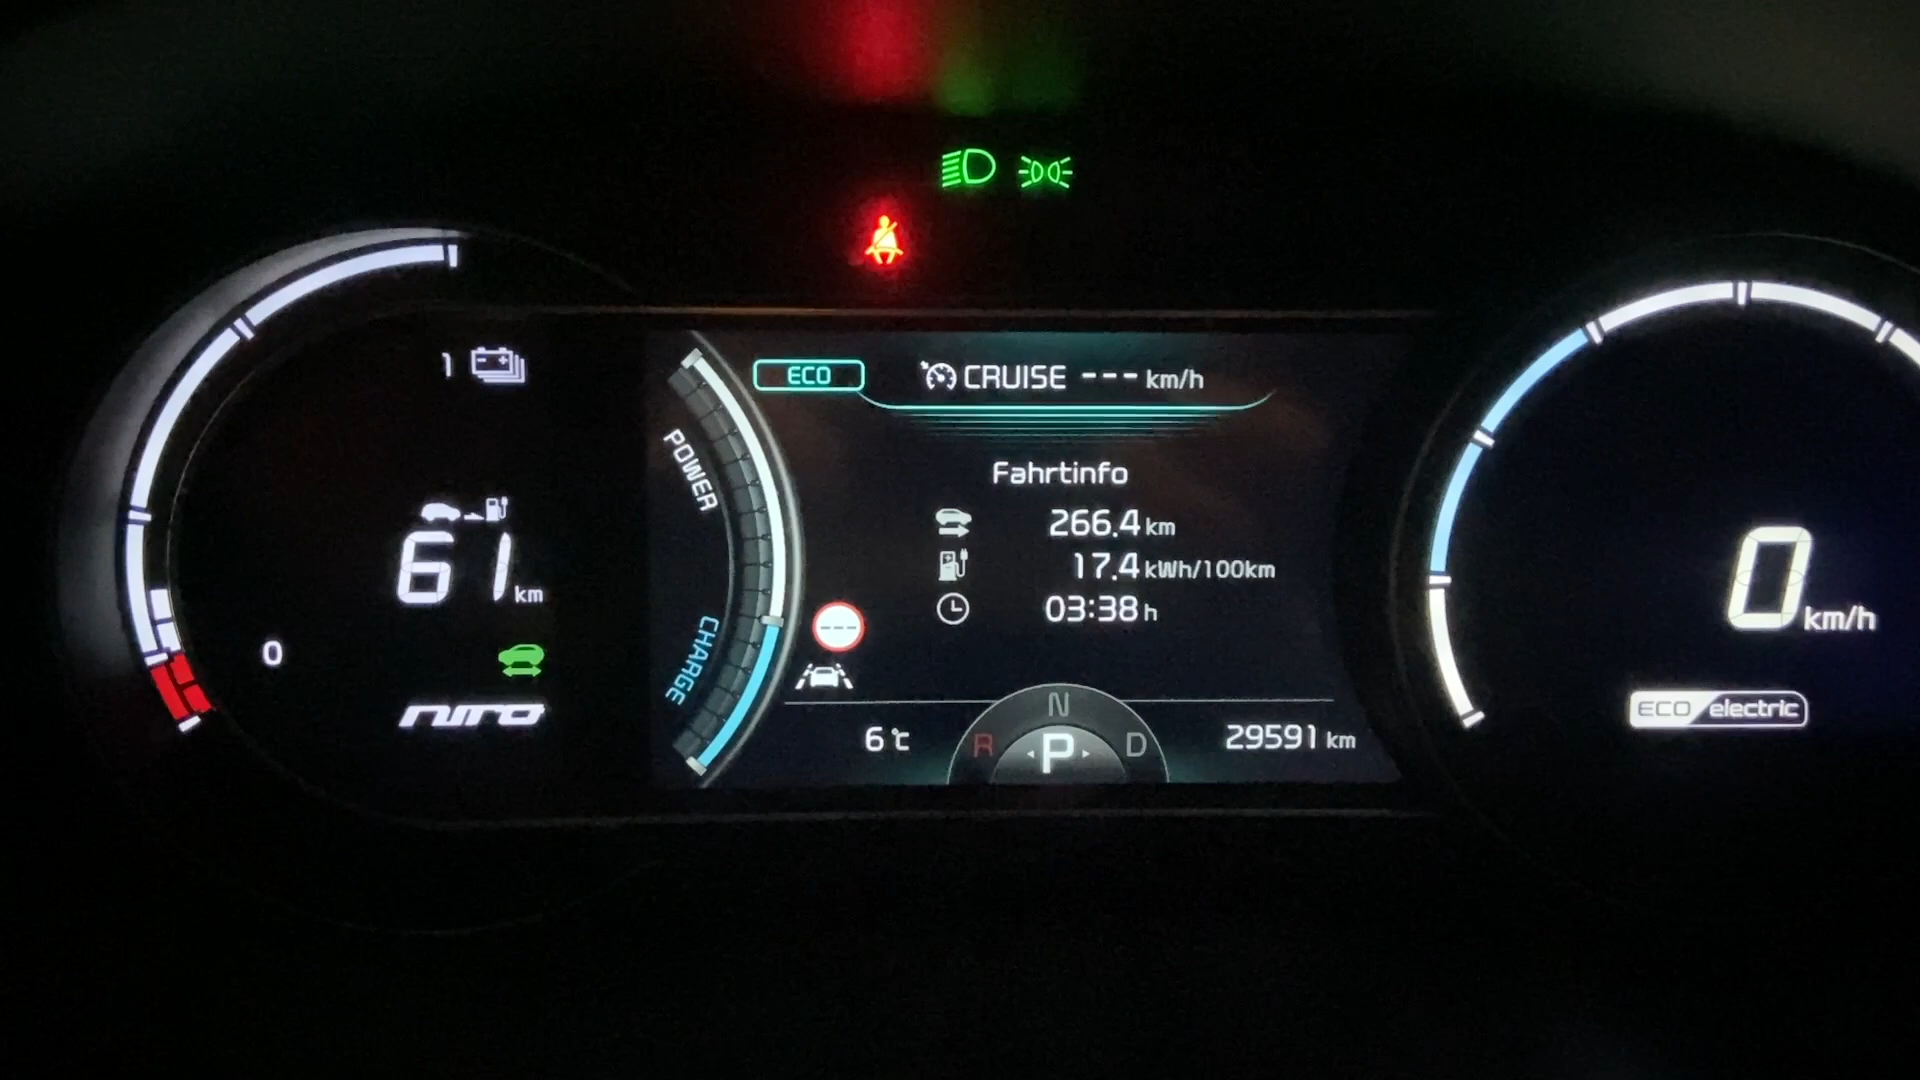 1
61 km
0
NIRO
POWER
CHARGE
ECO
CRUISE --- km/h
Fahrtinfo
266.4 km
17.4 kWh/100km
03:38 h
---
6 °C
N
R P D
29591 km
0 km/h
ECO electric